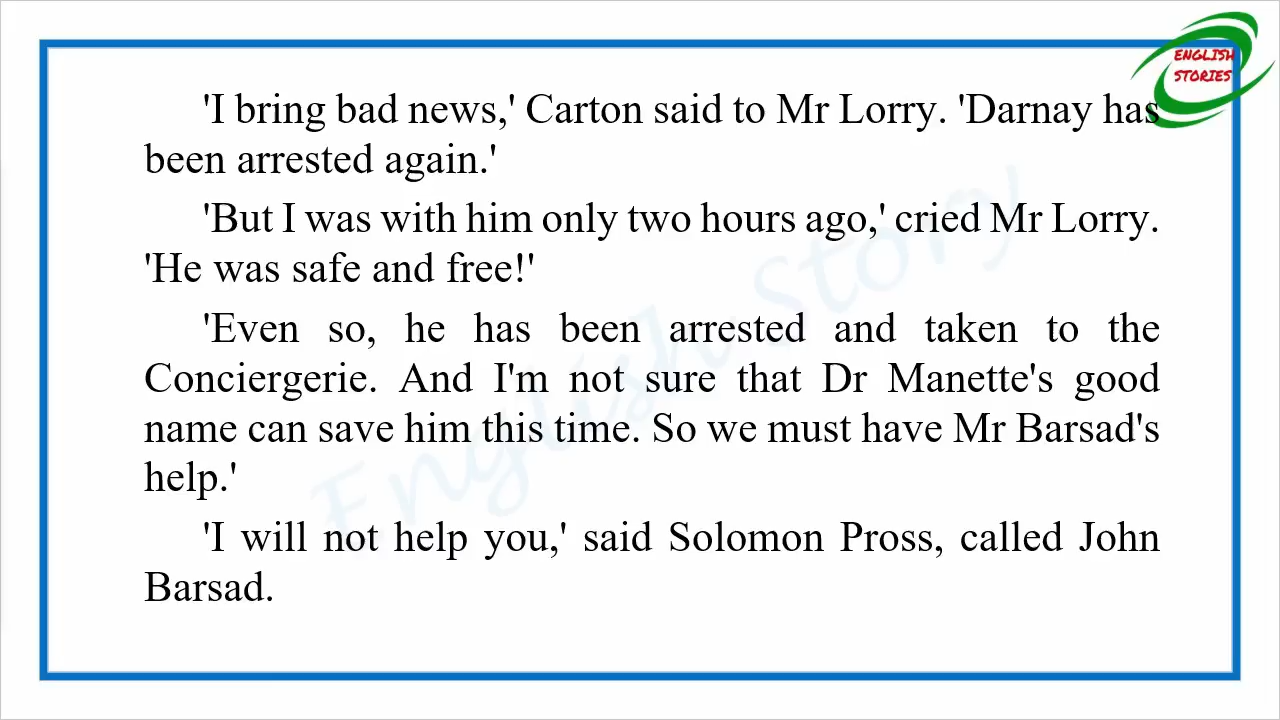 ENGLISH
STORIES
'I bring bad news,' Carton said to Mr Lorry. 'Darnay has
been arrested again.'
'But I was with him only two hours ago,' cried Mr Lorry.
'He was safe and free!'
'Even so, he has been arrested and taken to the
Conciergerie. And I'm not sure that Dr Manette's good
name can save him this time. So we must have Mr Barsad's
help.'
'I will not help you,' said Solomon Pross, called John
Barsad.
English Story